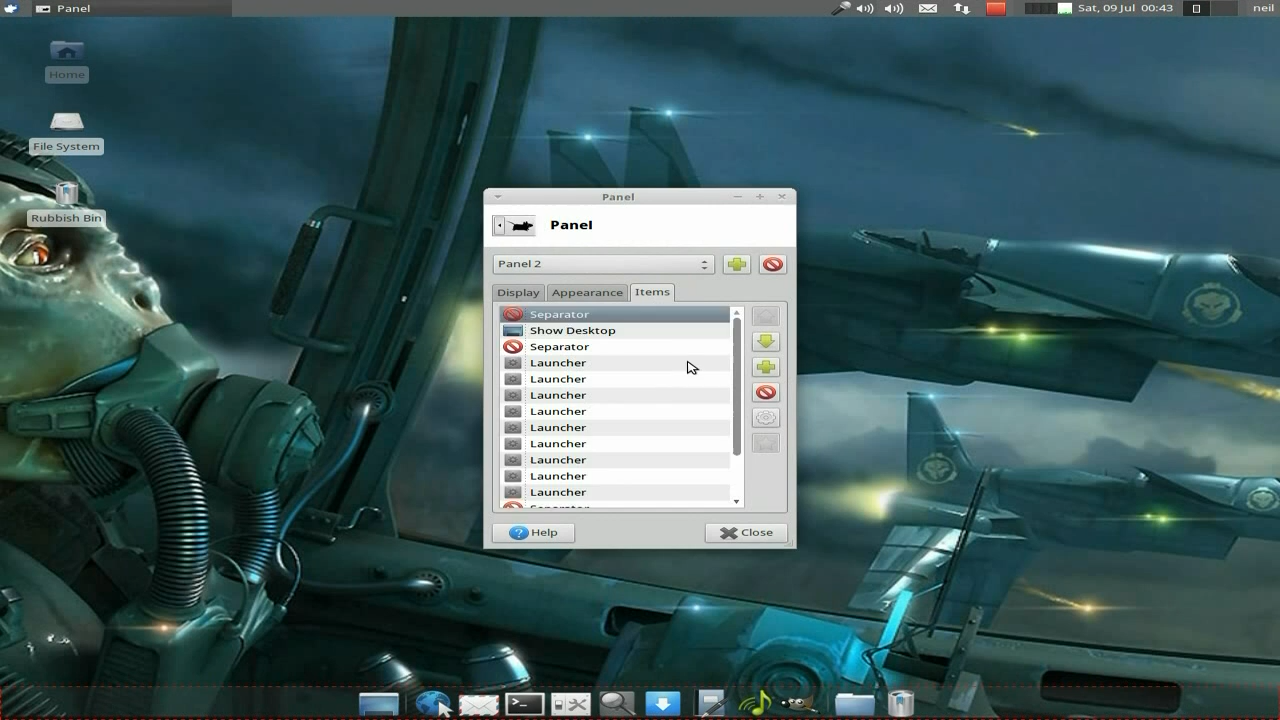 Panel
Sat, 09 Jul 00:43
neil
Home
File System
Rubbish Bin
Panel
Panel
Panel 2
Display Appearance Items
Separator
Show Desktop
Separator
Launcher
Launcher
Launcher
Launcher
Launcher
Launcher
Launcher
Launcher
Launcher
Separator
Help Close